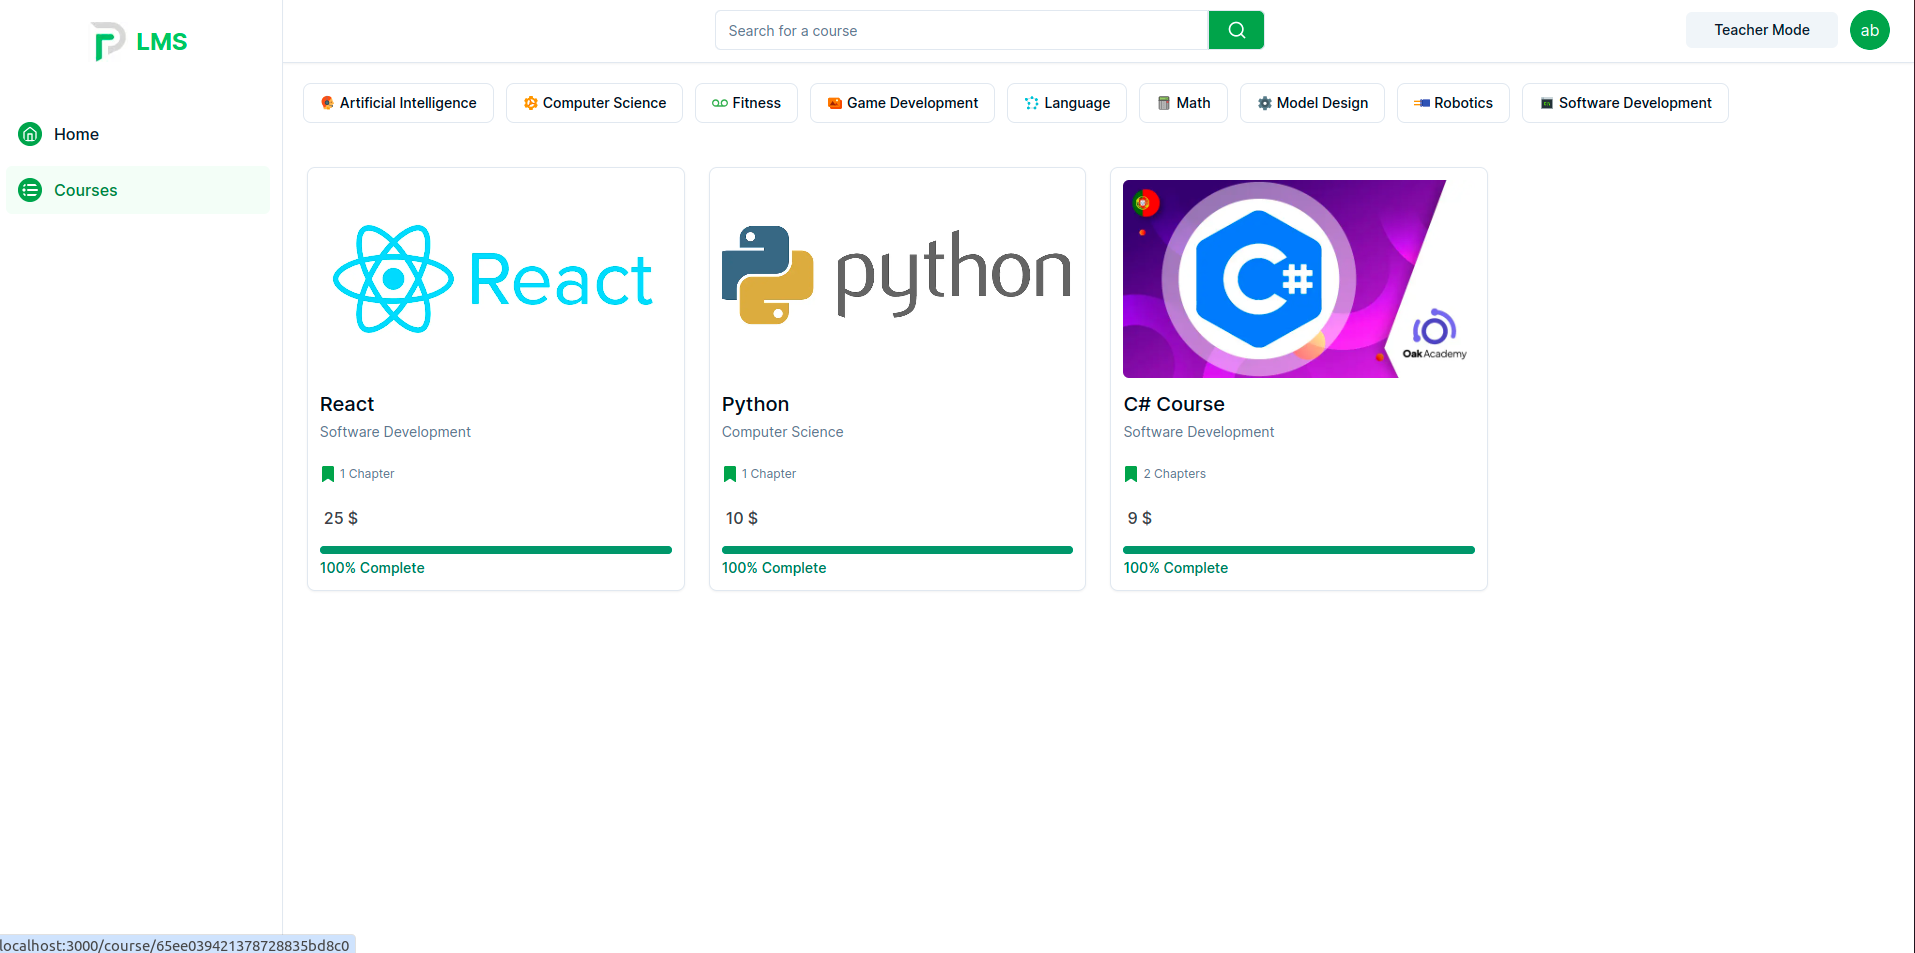 LMS
Search for a course
Teacher Mode
ab
Home
Courses
Artificial Intelligence
Computer Science
Fitness
Game Development
Language
Math
Model Design
Robotics
Software Development
React
python
C#
Oak Academy
React
Software Development
1 Chapter
25 $
100% Complete
Python
Computer Science
1 Chapter
10 $
100% Complete
C# Course
Software Development
2 Chapters
9 $
100% Complete
localhost:3000/course/65ee039421378728835bd8c0